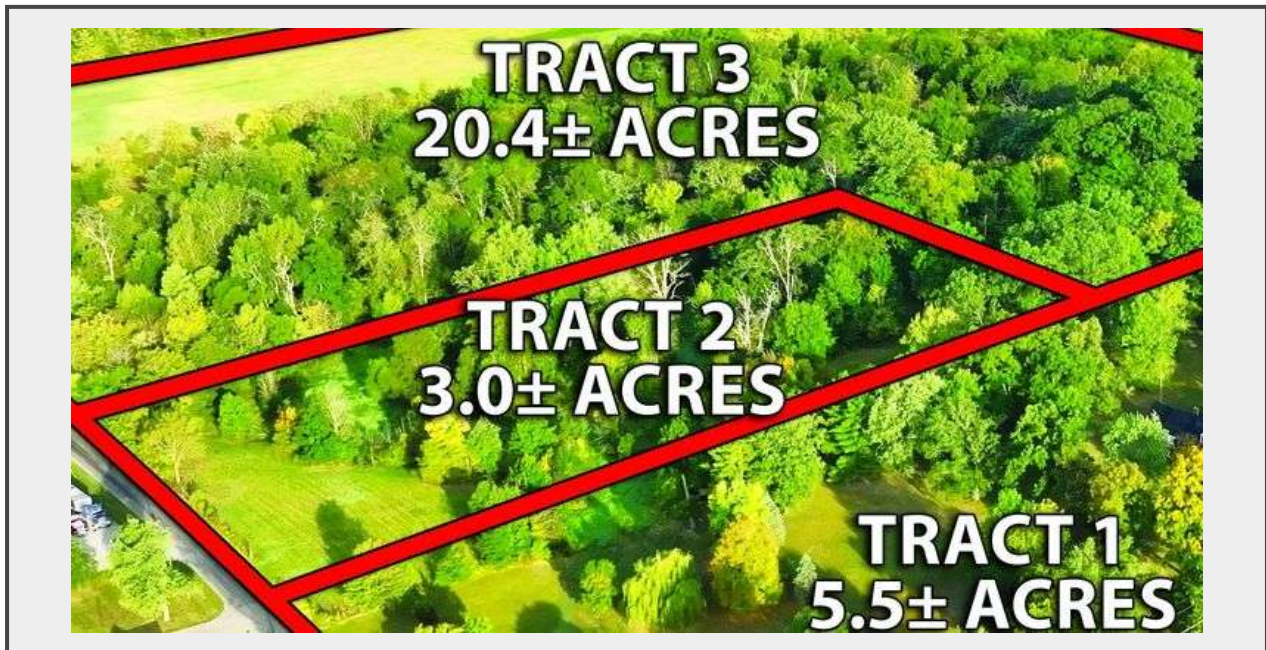 TRACT 3
20.4± ACRES
TRACT 2
3.0± ACRES
TRACT 1
5.5± ACRES